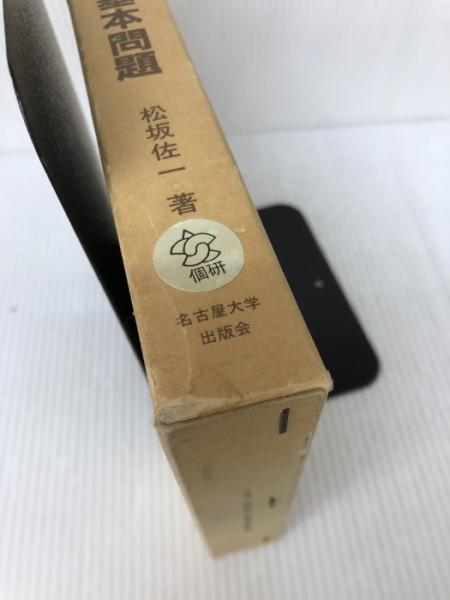 基本問題
松坂佐一 著
個研
名古屋大学
出版会